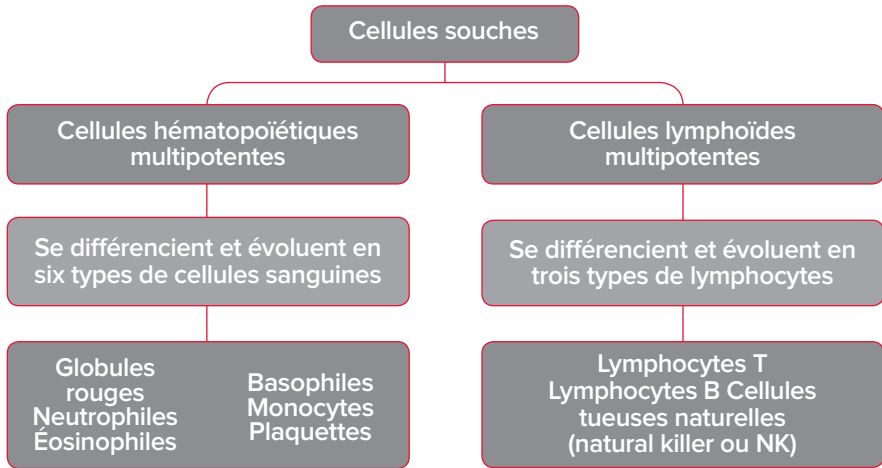 Cellules souches
Cellules hématopoïétiques
multipotentes
Cellules lymphoïdes
multipotentes
Se différencient et évoluent en
six types de cellules sanguines
Se différencient et évoluent en
trois types de lymphocytes
Globules
rouges
Neutrophiles
Éosinophiles
Basophiles
Monocytes
Plaquettes
Lymphocytes T
Lymphocytes B Cellules
tueuses naturelles
(natural killer ou NK)